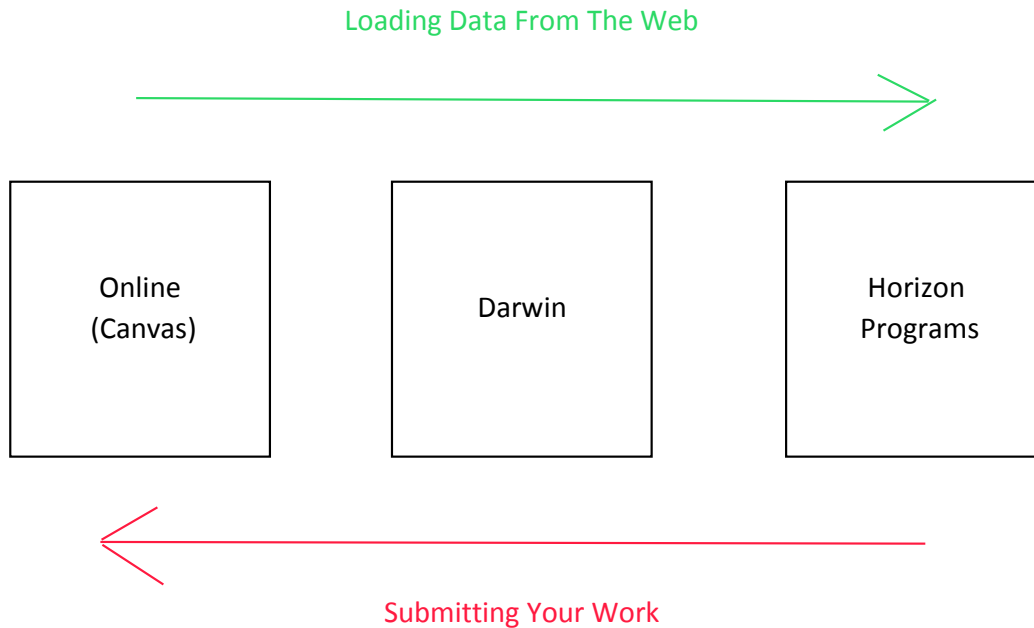 Loading Data From The Web
Online
(Canvas)
Darwin
Horizon
Programs
Submitting Your Work